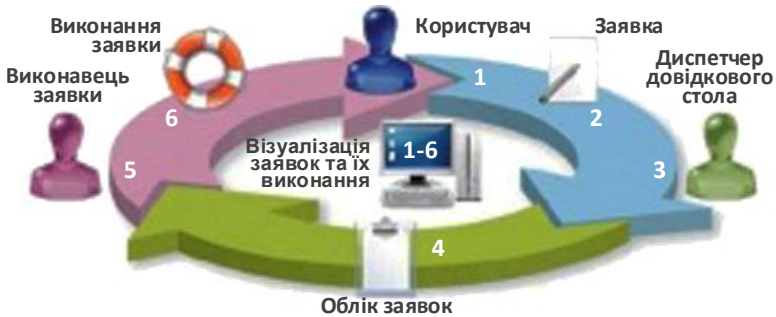 Виконання
заявки
Користувач
Заявка
Виконавець
заявки
Диспетчер
довідкового
стола
1
2
3
4
5
6
Візуалізація
заявок та їх
виконання
1-6
Облік заявок